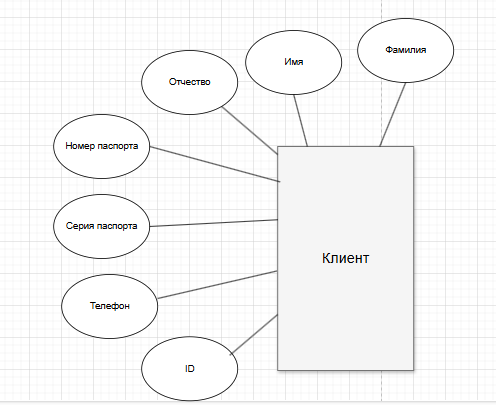 Фамилия
Имя
Отчество
Номер паспорта
Серия паспорта
Клиент
Телефон
ID